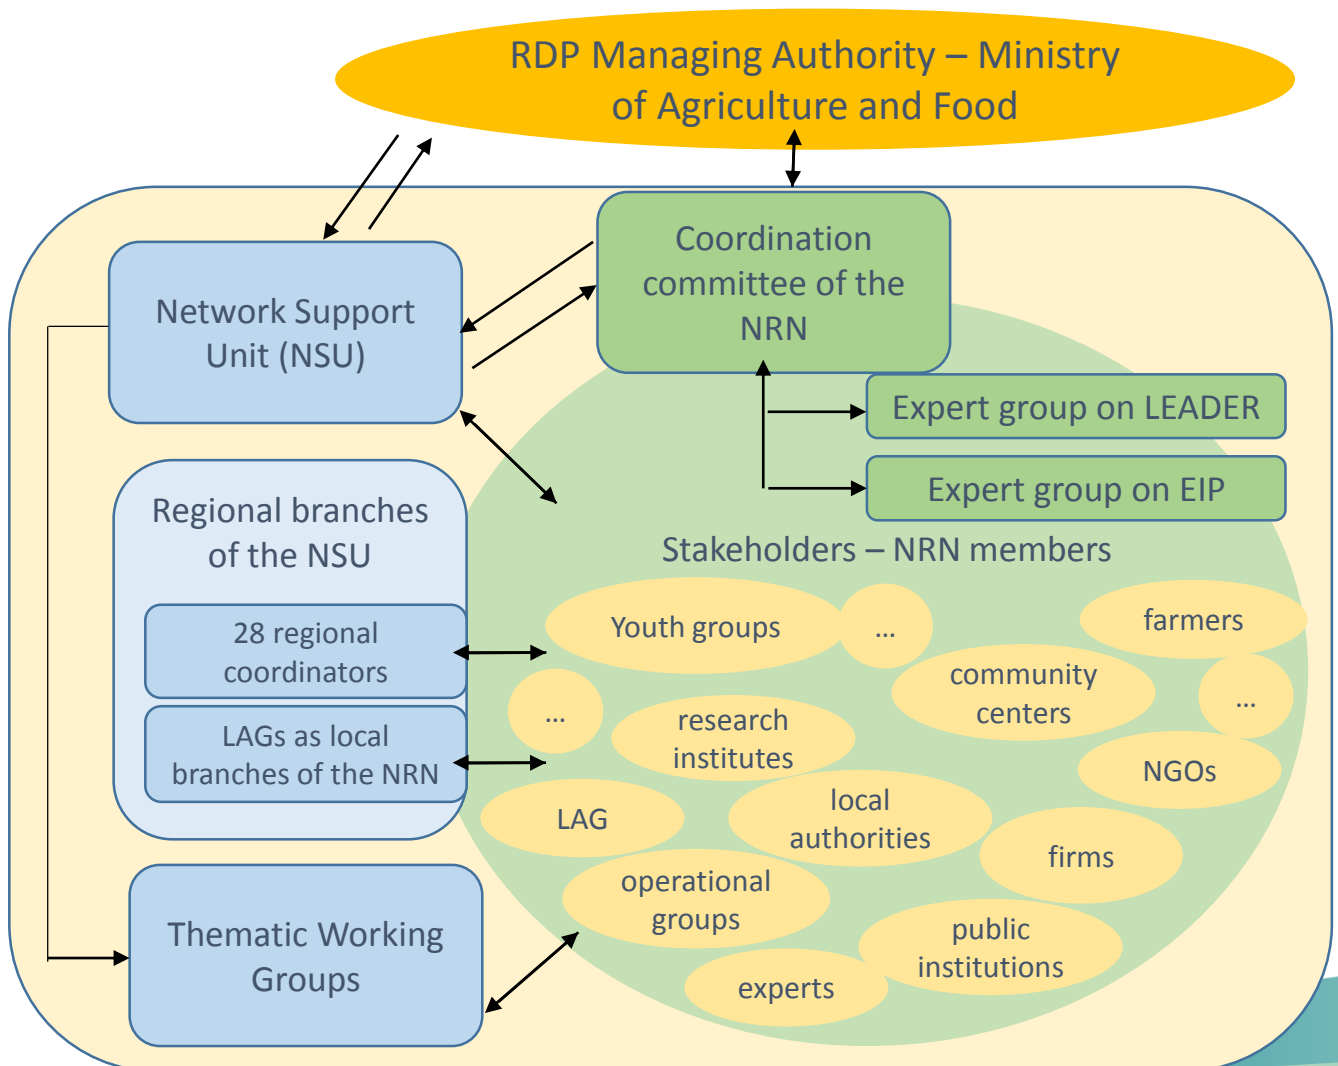 RDP Managing Authority – Ministry
of Agriculture and Food
Coordination
committee of the
NRN
Network Support
Unit (NSU)
Expert group on LEADER
Expert group on EIP
Regional branches
of the NSU
28 regional
coordinators
LAGs as local
branches of the NRN
Thematic Working
Groups
Stakeholders – NRN members
Youth groups
...
farmers
community
centers
...
...
research
institutes
NGOs
LAG
local
authorities
firms
operational
groups
public
institutions
experts